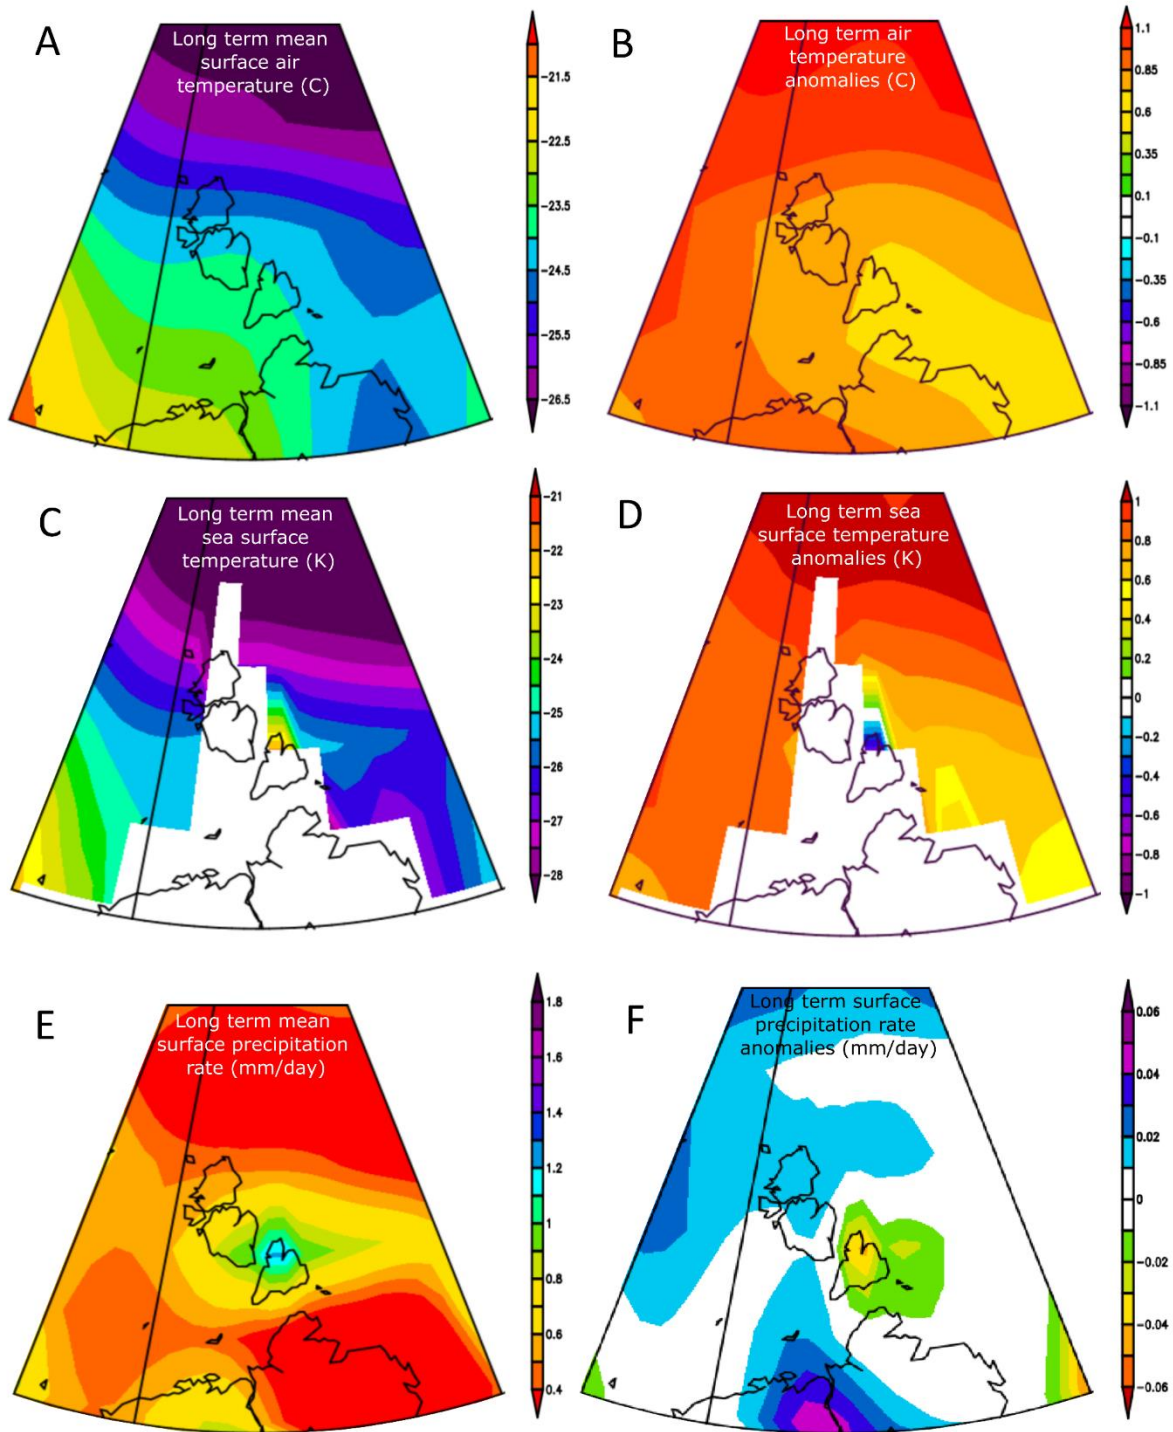 A
Long term mean
surface air
temperature (C)
-21.5
-22.5
-23.5
-24.5
-25.5
-26.5
B
Long term air
temperature
anomalies (C)
1.1
0.85
0.6
0.35
0.1
-0.1
-0.35
-0.6
-0.85
-1.1
C
Long term mean
sea surface
temperature (K)
-21
-22
-23
-24
-25
-26
-27
-28
D
Long term sea
surface temperature
anomalies (K)
1
0.8
0.6
0.4
0.2
0
-0.2
-0.4
-0.6
-0.8
-1
E
Long term mean
surface precipitation
rate (mm/day)
1.8
1.6
1.4
1.2
1
0.8
0.6
0.4
F
Long term surface
precipitation rate
anomalies (mm/day)
0.06
0.04
0.02
0
-0.02
-0.04
-0.06